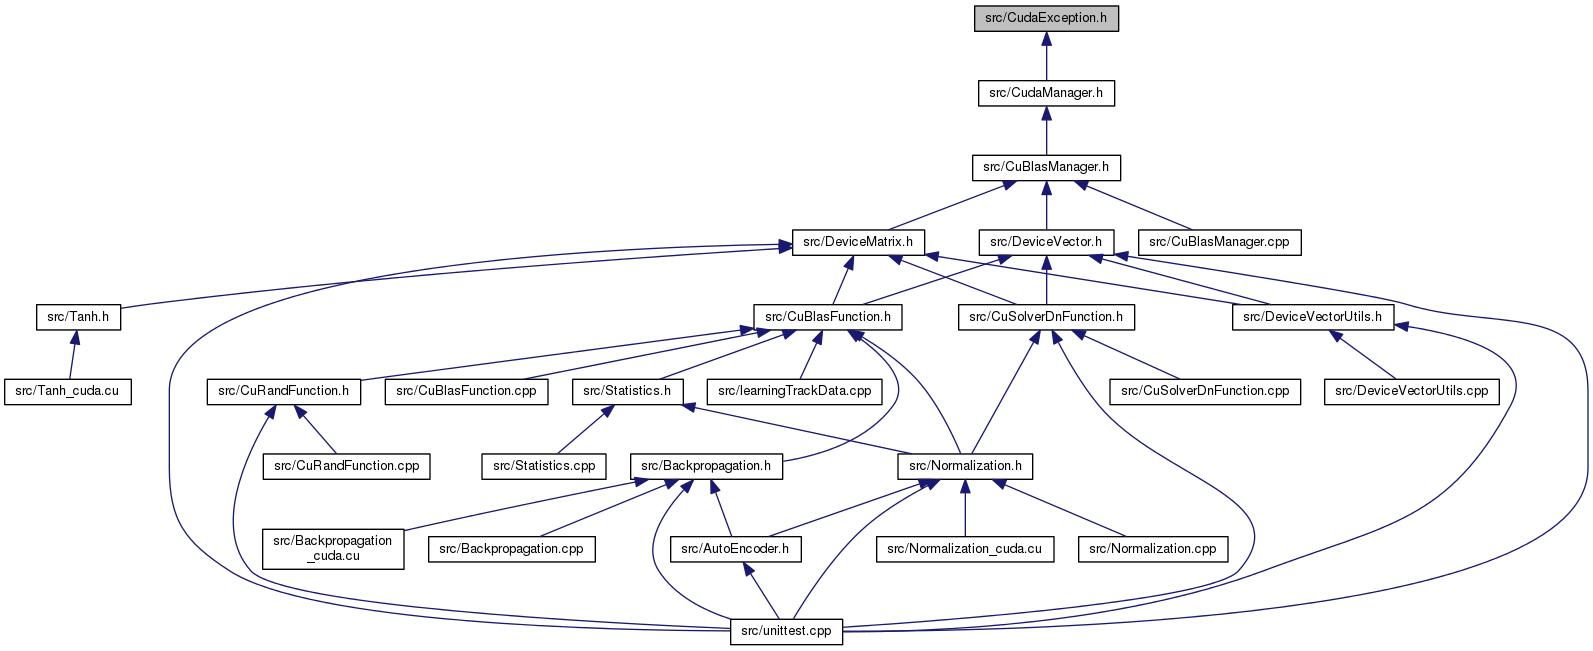 src/CudaException.h
src/CudaManager.h
src/CuBlasManager.h
src/DeviceMatrix.h
src/DeviceVector.h
src/CuBlasManager.cpp
src/Tanh.h
src/CuBlasFunction.h
src/CuSolverDnFunction.h
src/DeviceVectorUtils.h
src/Tanh_cuda.cu
src/CuRandFunction.h
src/CuBlasFunction.cpp
src/Statistics.h
src/learningTrackData.cpp
src/CuSolverDnFunction.cpp
src/DeviceVectorUtils.cpp
src/CuRandFunction.cpp
src/Statistics.cpp
src/Backpropagation.h
src/Normalization.h
src/Backpropagation
_cuda.cu
src/Backpropagation.cpp
src/AutoEncoder.h
src/Normalization_cuda.cu
src/Normalization.cpp
src/unittest.cpp